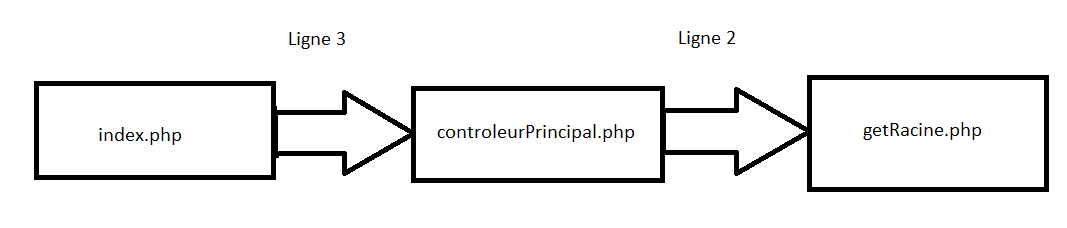 Ligne 3
Ligne 2
index.php
controleurPrincipal.php
getRacine.php